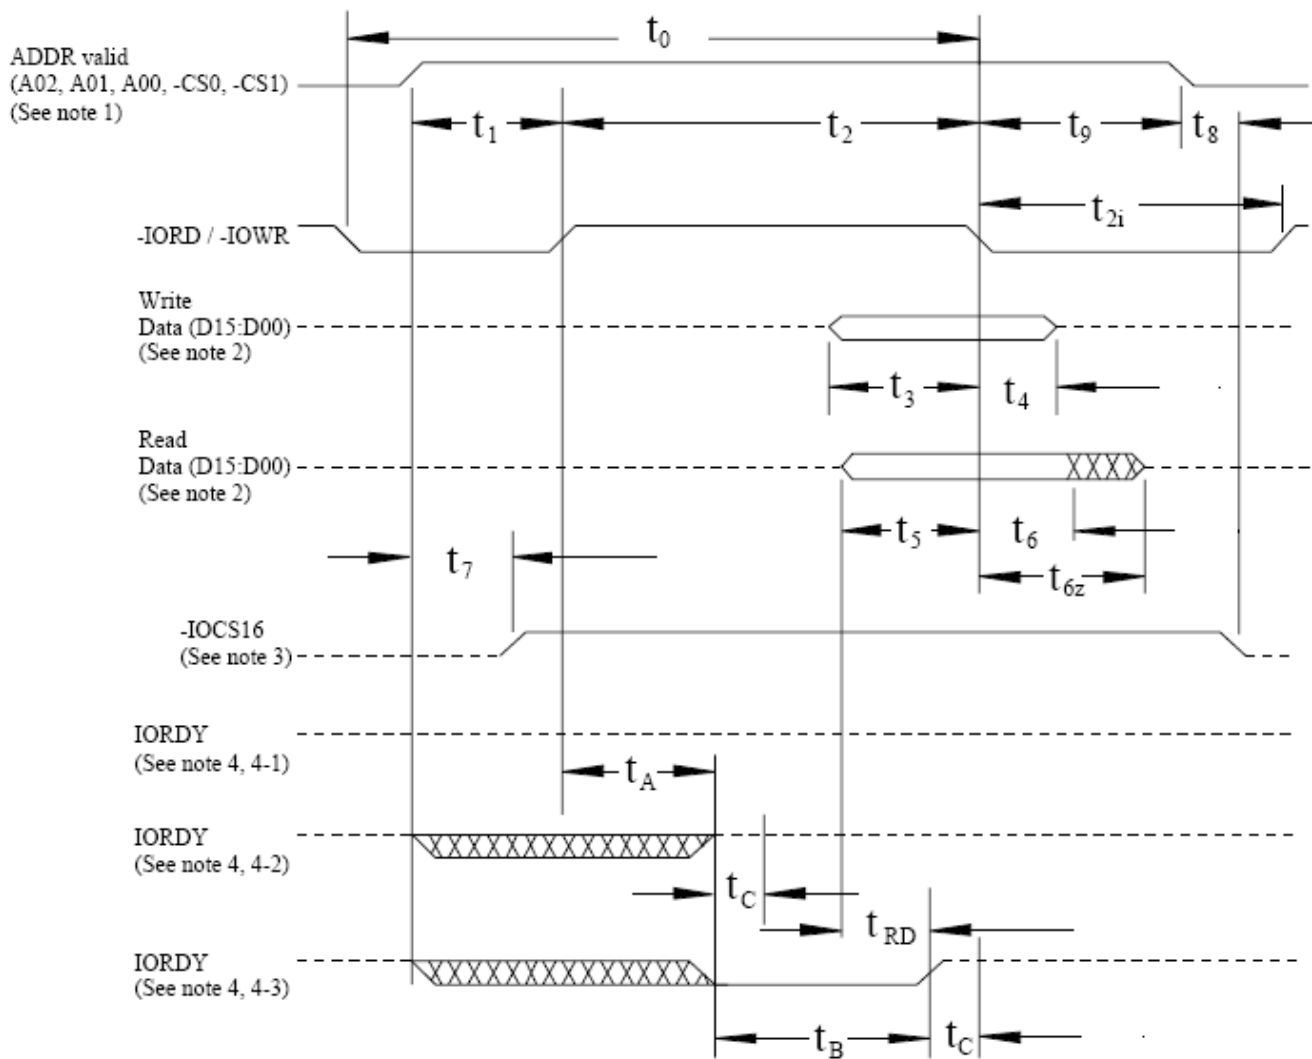 t0
ADDR valid
(A02, A01, A00, -CS0, -CS1)
(See note 1)
t1
t2
t9
t8
t2i
-IORD / -IOWR
Write
Data (D15:D00)
(See note 2)
t3
t4
Read
Data (D15:D00)
(See note 2)
t5
t6
t7
t6z
-IOCS16
(See note 3)
IORDY
(See note 4, 4-1)
tA
IORDY
(See note 4, 4-2)
tC
tRD
IORDY
(See note 4, 4-3)
tB
tC